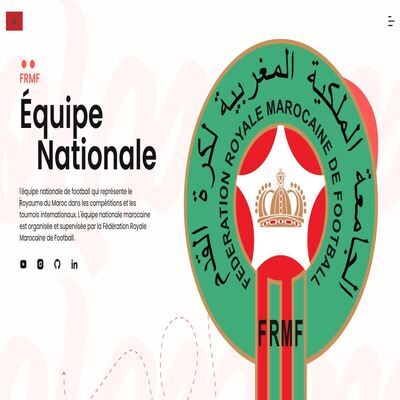 FRMF
Équipe
Nationale
l'équipe nationale de football qui représente le
Royaume du Maroc dans les compétitions et les
tournois internationaux. L'équipe nationale marocaine
est organisée et supervisée par la Fédération Royale
Marocaine de Football.
الجامعة الملكية المغربية لكرة القدم
FEDERATION ROYALE MAROCAINE DE FOOTBALL
FRMF